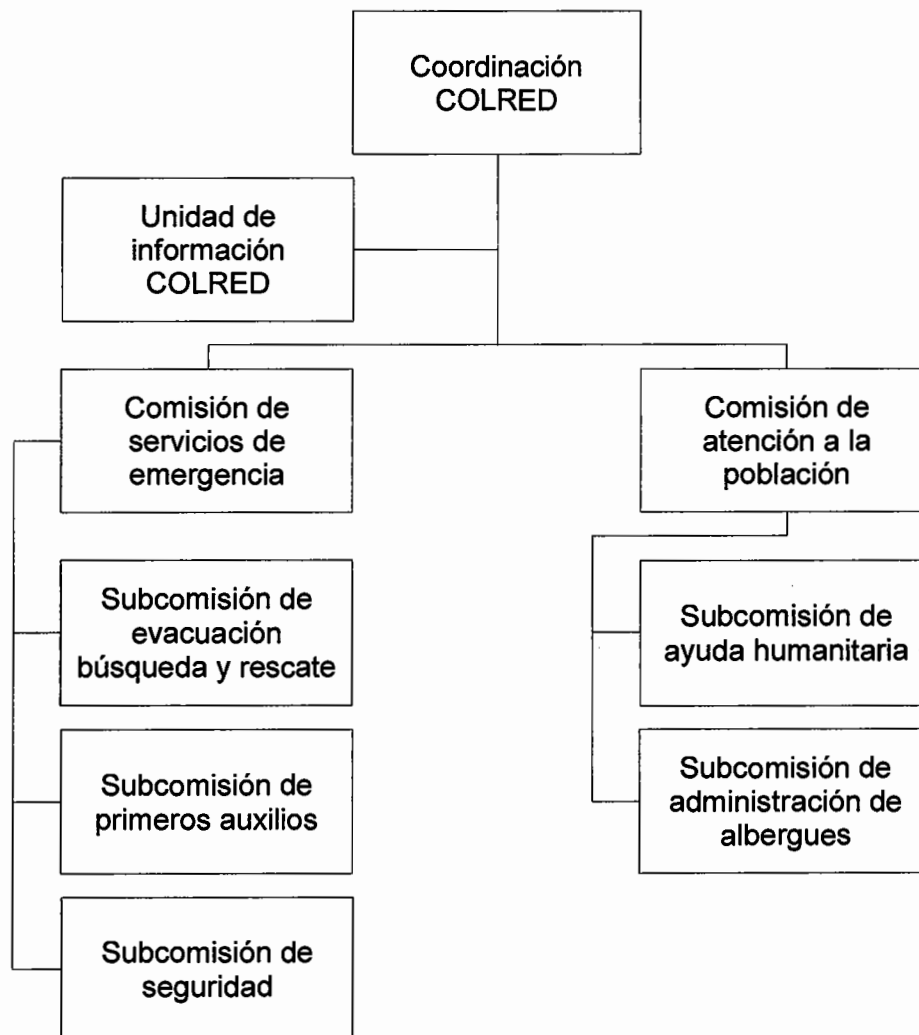 Coordinación
COLRED
Unidad de
información
COLRED
Comisión de
servicios de
emergencia
Comisión de
atención a la
población
Subcomisión de
evacuación
búsqueda y rescate
Subcomisión de
ayuda humanitaria
Subcomisión de
primeros auxilios
Subcomisión de
administración de
albergues
Subcomisión de
seguridad